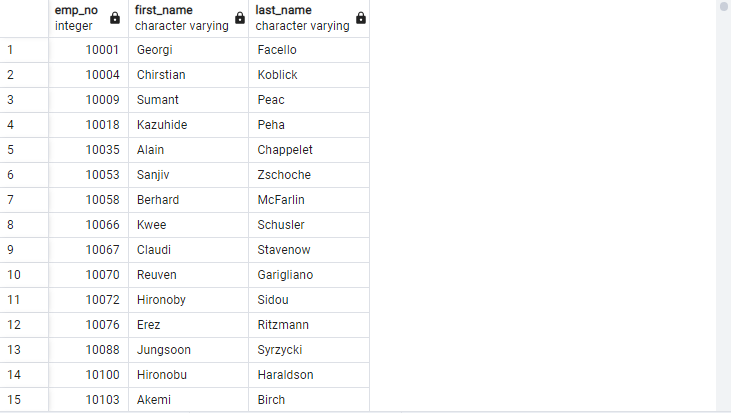 emp_no first_name last_name
integer character varying character varying
1 10001 Georgi Facello
2 10004 Chirstian Koblick
3 10009 Sumant Peac
4 10018 Kazuhide Peha
5 10035 Alain Chappelet
6 10053 Sanjiv Zschoche
7 10058 Berhard McFarlin
8 10066 Kwee Schusler
9 10067 Claudi Stavenow
10 10070 Reuven Garigliano
11 10072 Hironoby Sidou
12 10076 Erez Ritzmann
13 10088 Jungsoon Syrzycki
14 10100 Hironobu Haraldson
15 10103 Akemi Birch